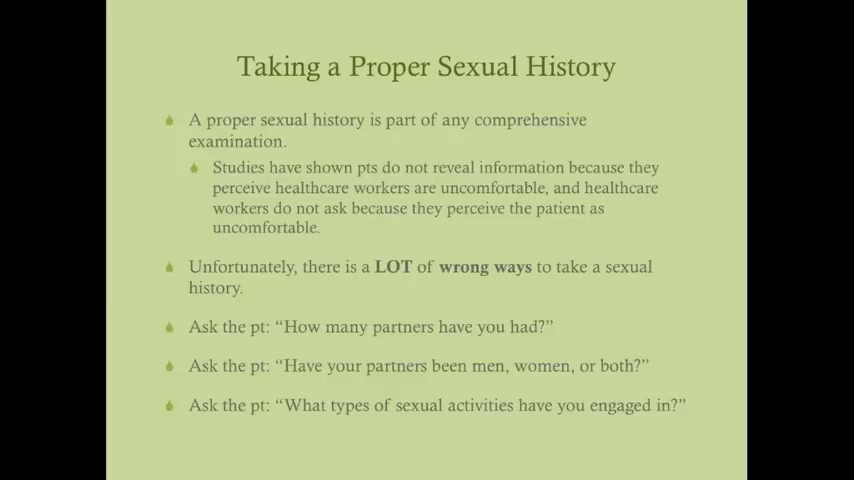 Taking a Proper Sexual History
A proper sexual history is part of any comprehensive
examination.
Studies have shown pts do not reveal information because they
perceive healthcare workers are uncomfortable, and healthcare
workers do not ask because they perceive the patient as
uncomfortable.
Unfortunately, there is a LOT of wrong ways to take a sexual
history.
Ask the pt: “How many partners have you had?”
Ask the pt: “Have your partners been men, women, or both?”
Ask the pt: “What types of sexual activities have you engaged in?”